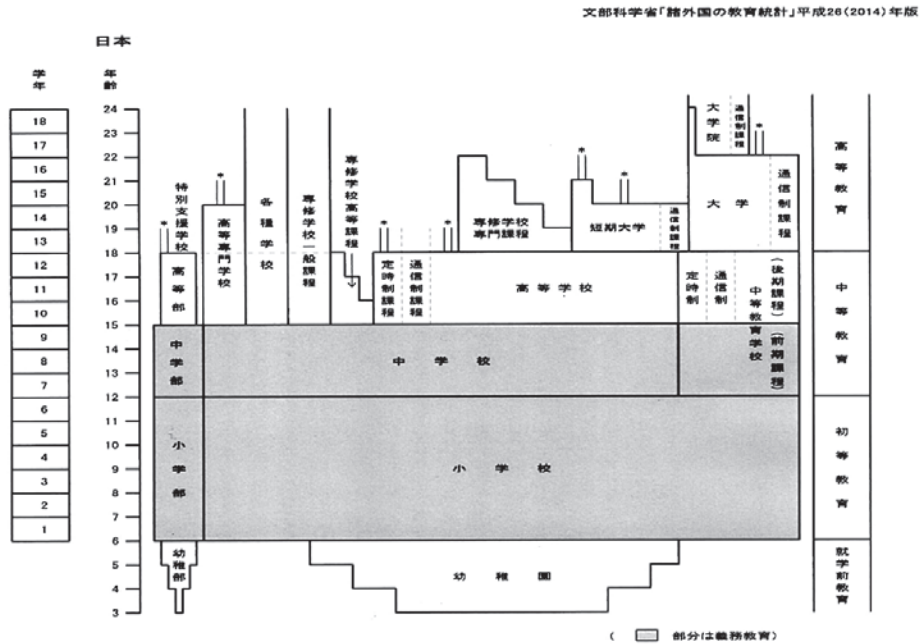 文部科学省「諸外国の教育統計」平成26(2014)年版
日本
学年
年齢
18
17
16
15
14
13
12
11
10
9
8
7
6
5
4
3
2
1
24
23
22
21
20
19
18
17
16
15
14
13
12
11
10
9
8
7
6
5
4
3
*
特別支援学校
高等部
中学部
小学部
幼稚部
*
高等専門学校
各種学校
専修学校一般課程
専修学校高等課程
*
定時制課程
通信制課程
*
専修学校
専門課程
高等学校
*
*
短期大学
通信制課程
大学院
通信制課程
*
大学
通信制課程
定時制
通信制
中等教育学校
(後期課程)
(前期課程)
中学校
小学校
幼稚園
高等教育
中等教育
初等教育
就学前教育
( 部分は義務教育)